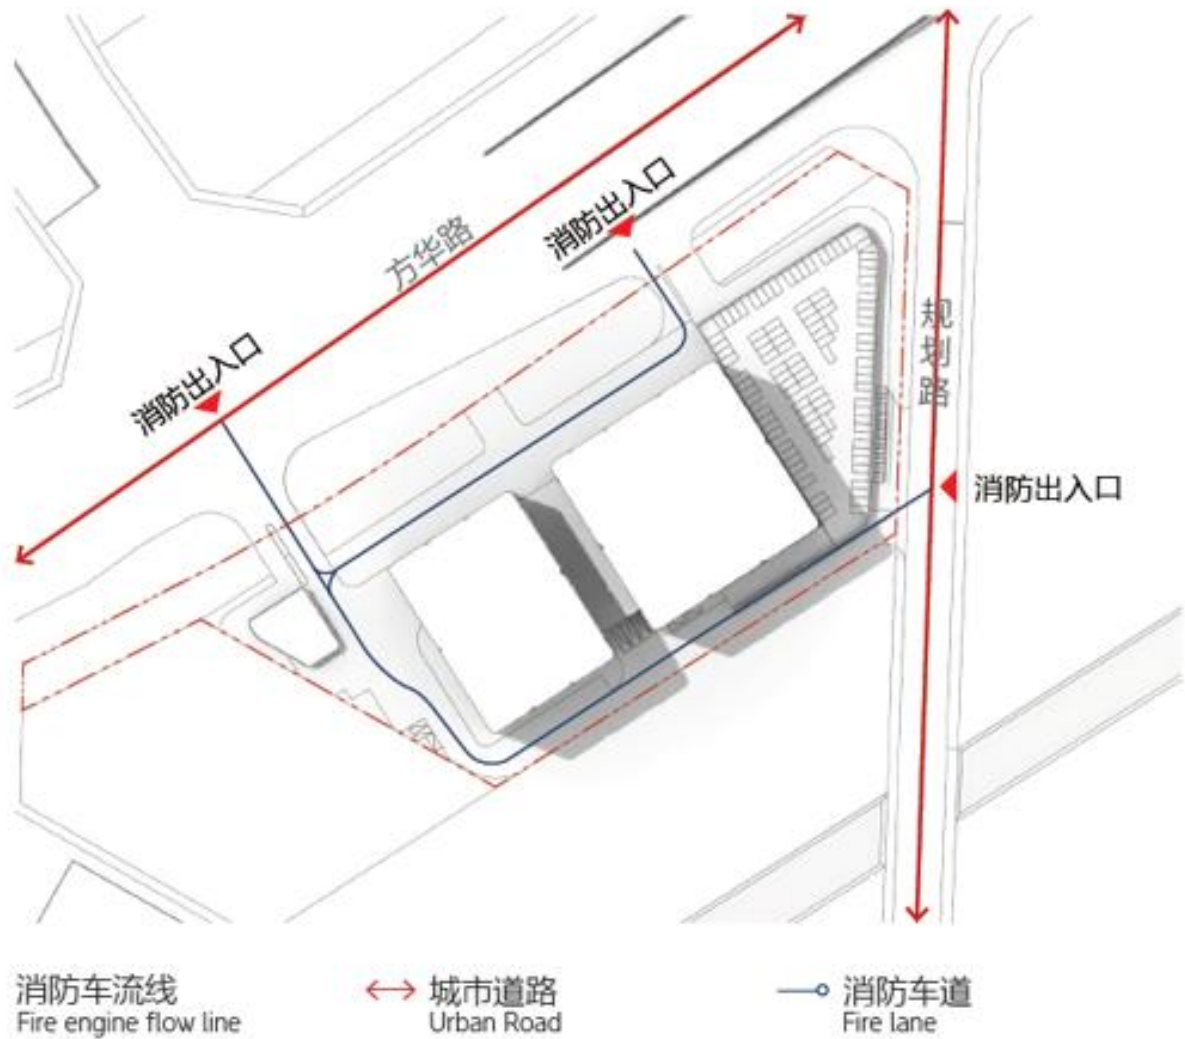 消防出入口
方华路
消防出入口
规划路
消防出入口
消防车流线
Fire engine flow line
城市道路
Urban Road
消防车道
Fire lane